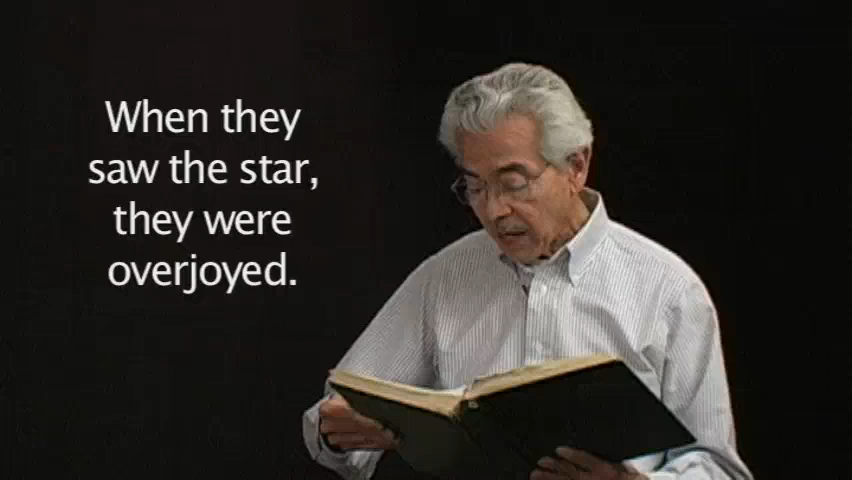 When they
saw the star,
they were
overjoyed.